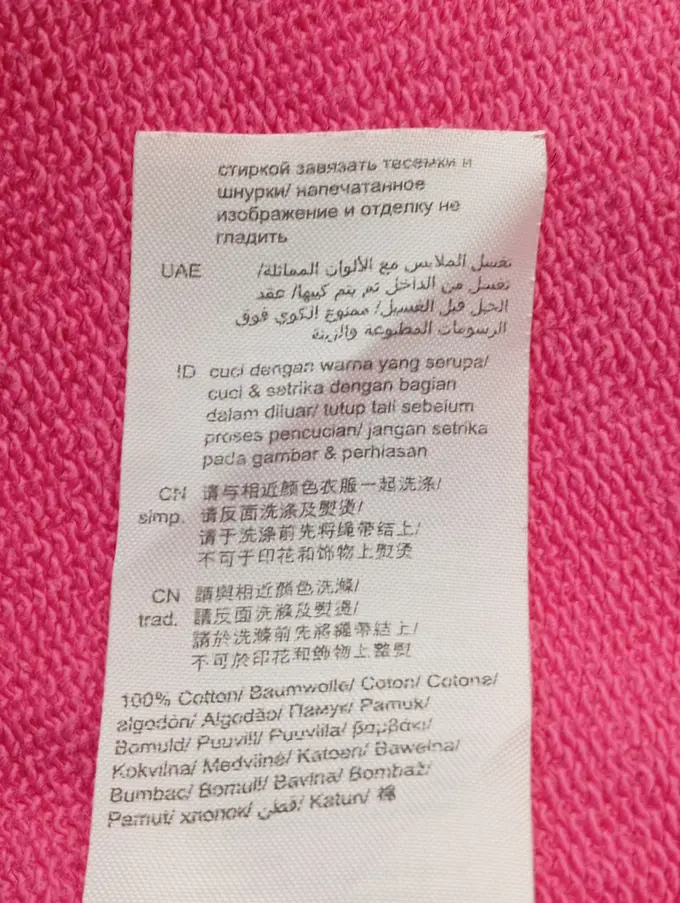 стиркой завязать тесемки и
шнурки/ напечатанное
изображение и отделку не
гладить
UAE تغسل الملابس مع الألوان المماثلة/
تغسل من الداخل ثم يتم كيها/ عقد
الحبل قبل الغسيل/ ممنوع الكوي فوق
الرسومات المطبوعة والزينة
ID cuci dengan warna yang serupa/
cuci & setrika dengan bagian
dalam diluar/ tutup tali sebelum
proses pencucian/ jangan setrika
pada gambar & perhiasan
CN 请与相近颜色衣服一起洗涤/
simp. 请反面洗涤及熨烫/
请于洗涤前先将绳带结上/
不可于印花和饰物上熨烫
CN 請與相近顏色洗滌/
trad. 請反面洗滌及熨燙/
請於洗滌前先將繩帶結上/
不可於印花和飾物上整熨
100% Cotton/ Baumwolle/ Coton/ Cotone/
algodón/ Algodão/ Памук/ Pamuk/
Bomuld/ Puuvill/ Puuvilla/ βαμβάκι/
Kokvilna/ Medvilnė/ Katoen/ Bawełna/
Bumbac/ Bomull/ Bavlna/ Bombaž/
Pamut/ хлопок/ قطن/ Katun/ 棉